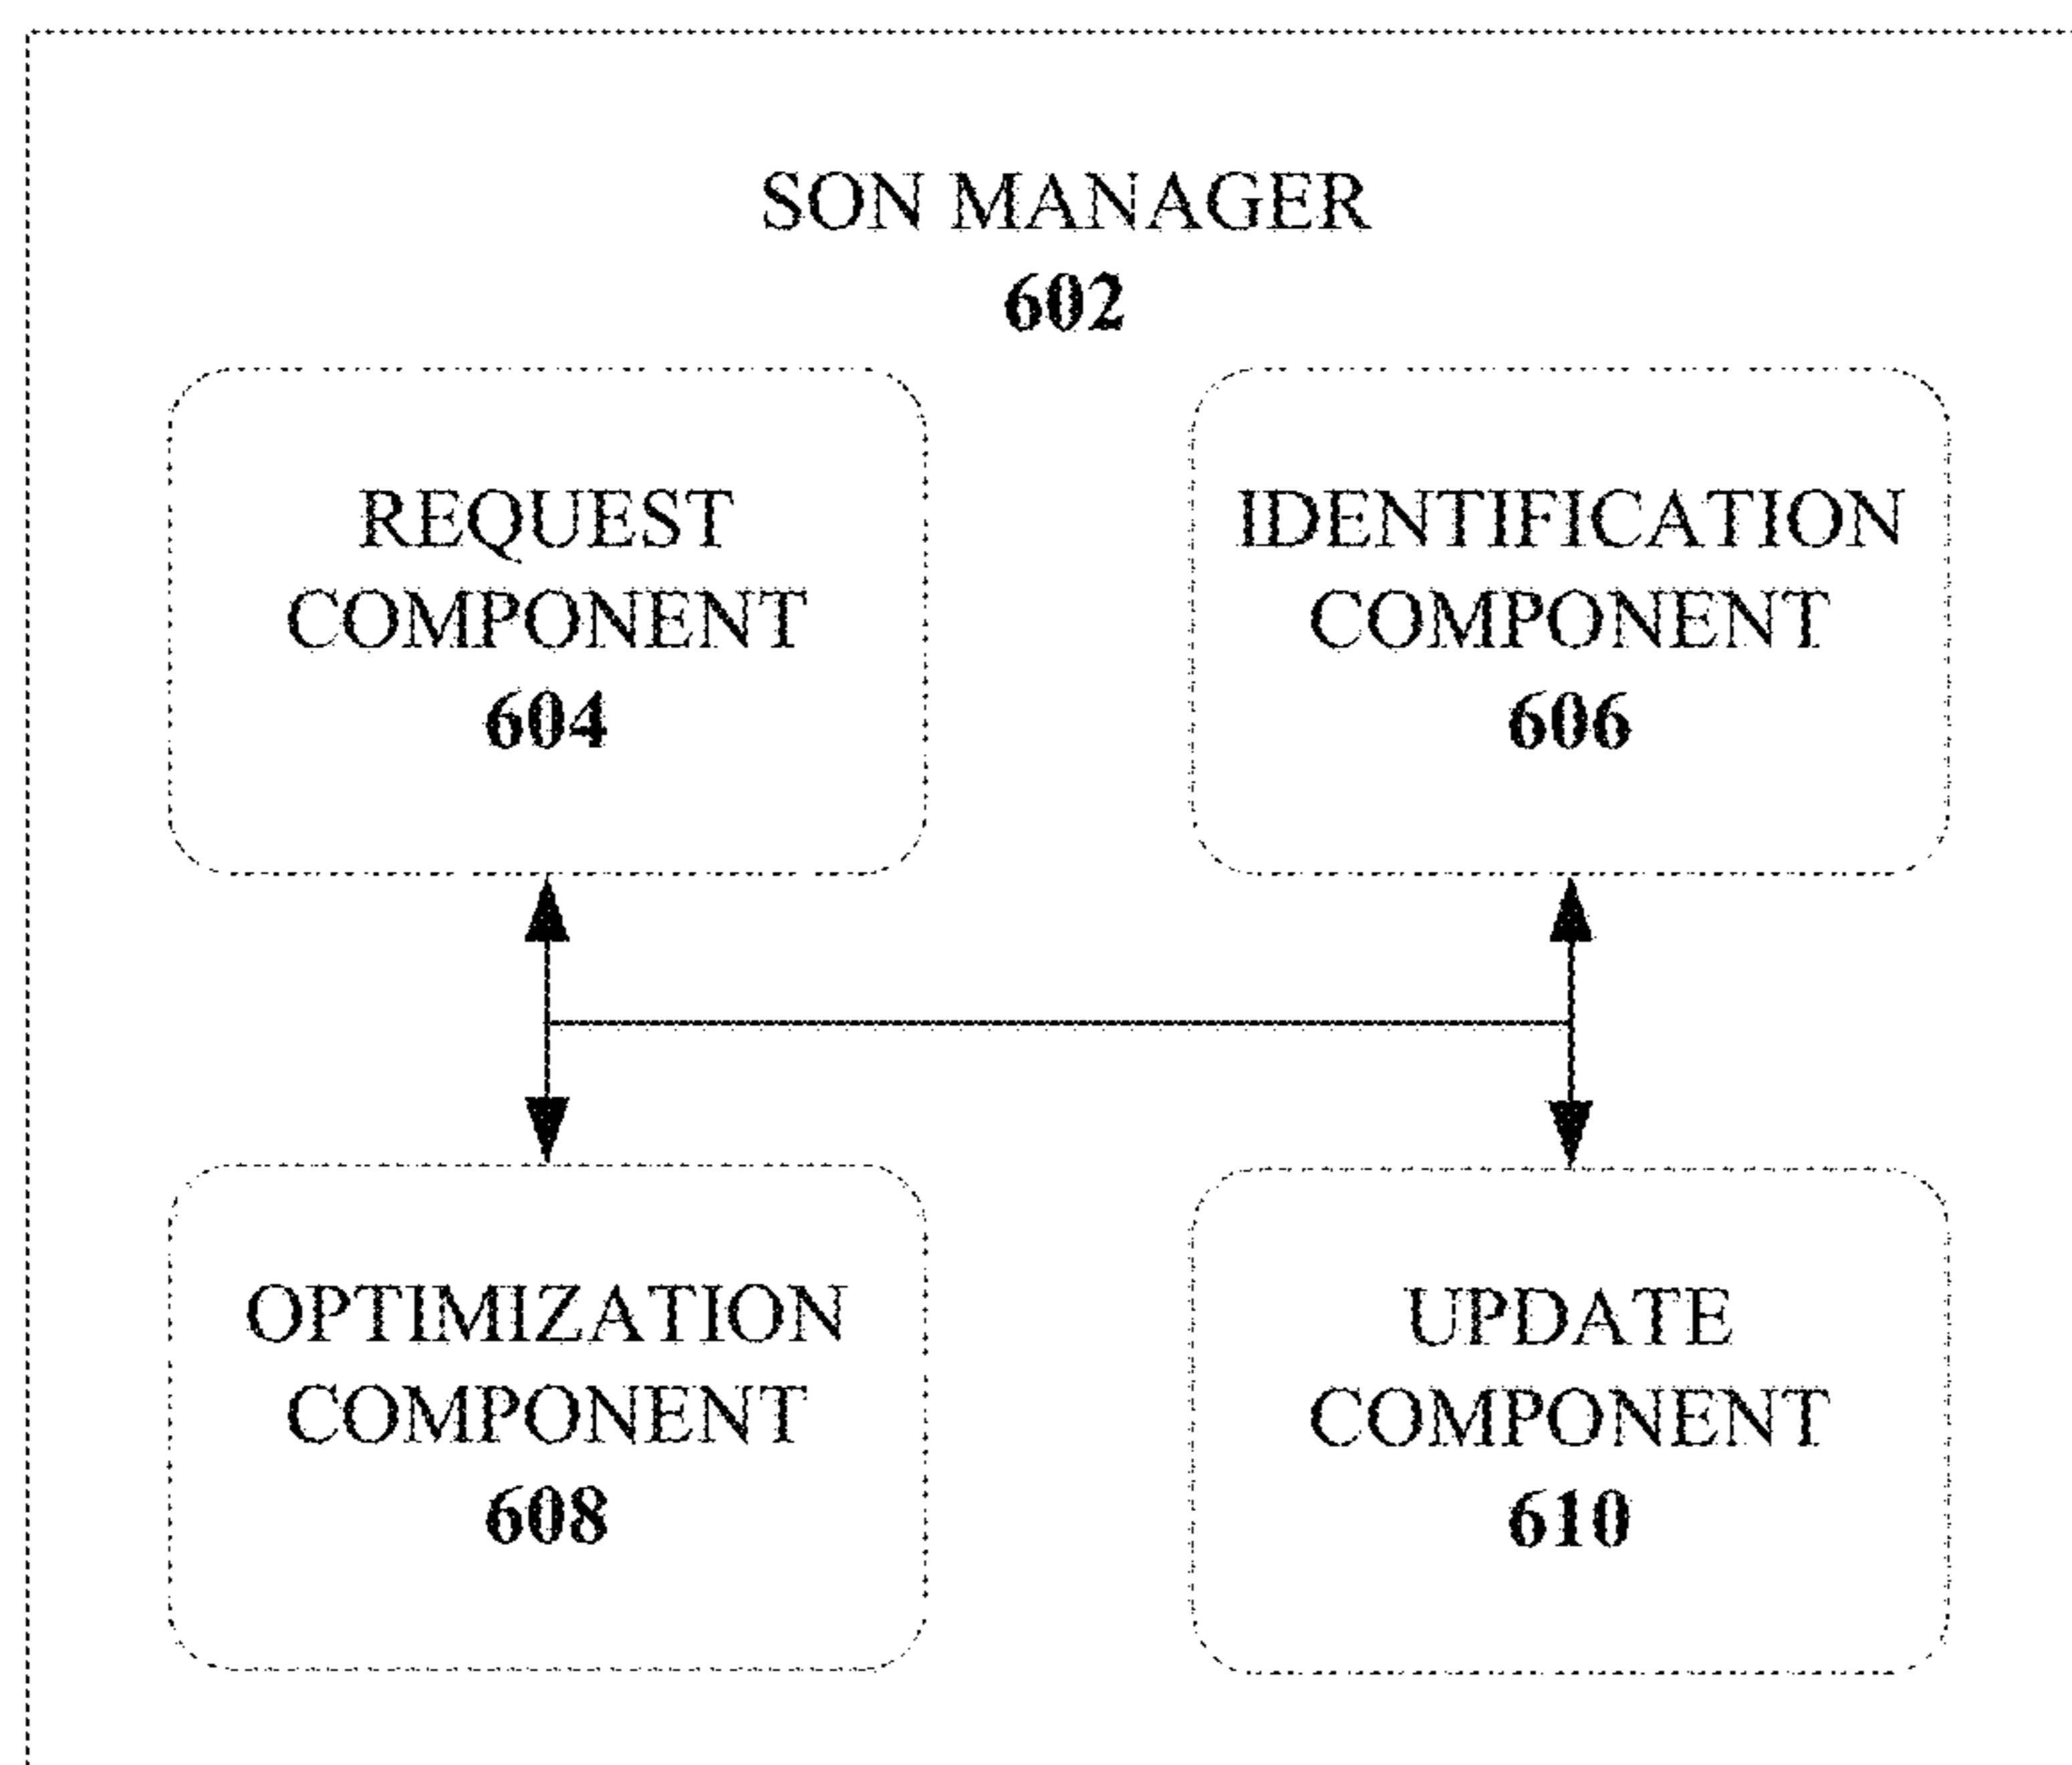 SON MANAGER
602
REQUEST
COMPONENT
604
IDENTIFICATION
COMPONENT
606
OPTIMIZATION
COMPONENT
608
UPDATE
COMPONENT
610